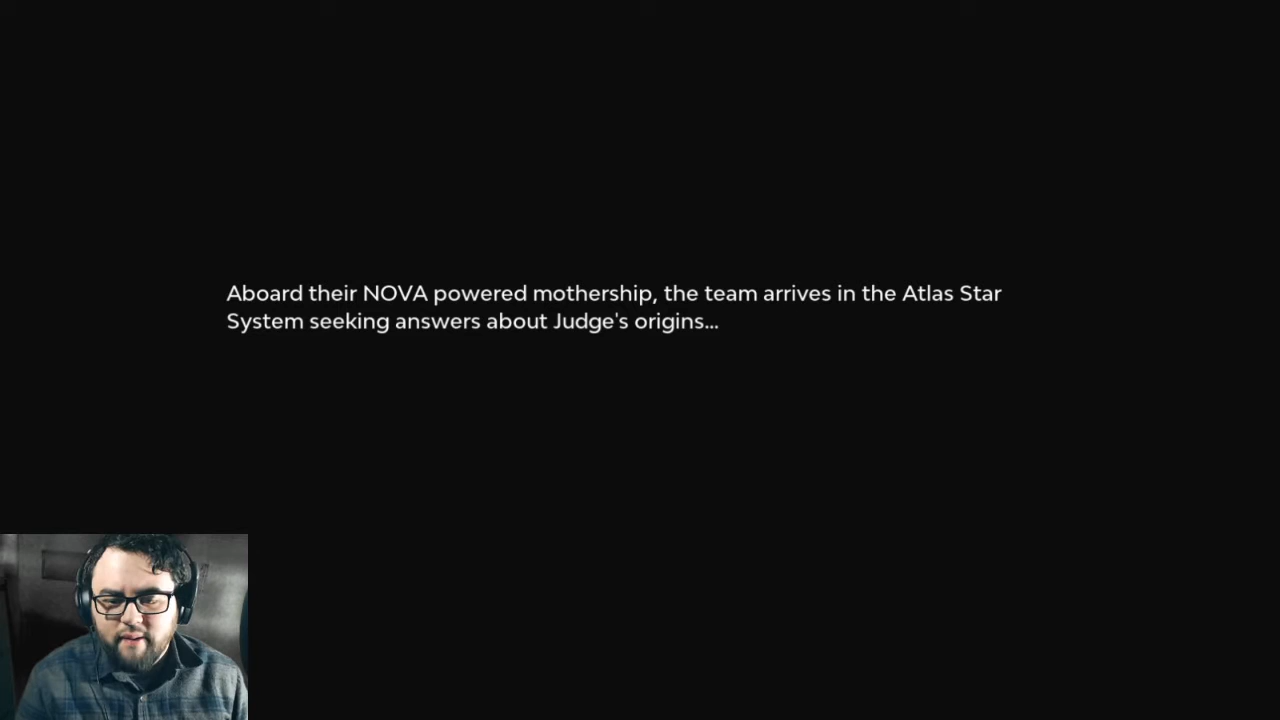 Aboard their NOVA powered mothership, the team arrives in the Atlas Star
System seeking answers about Judge's origins...